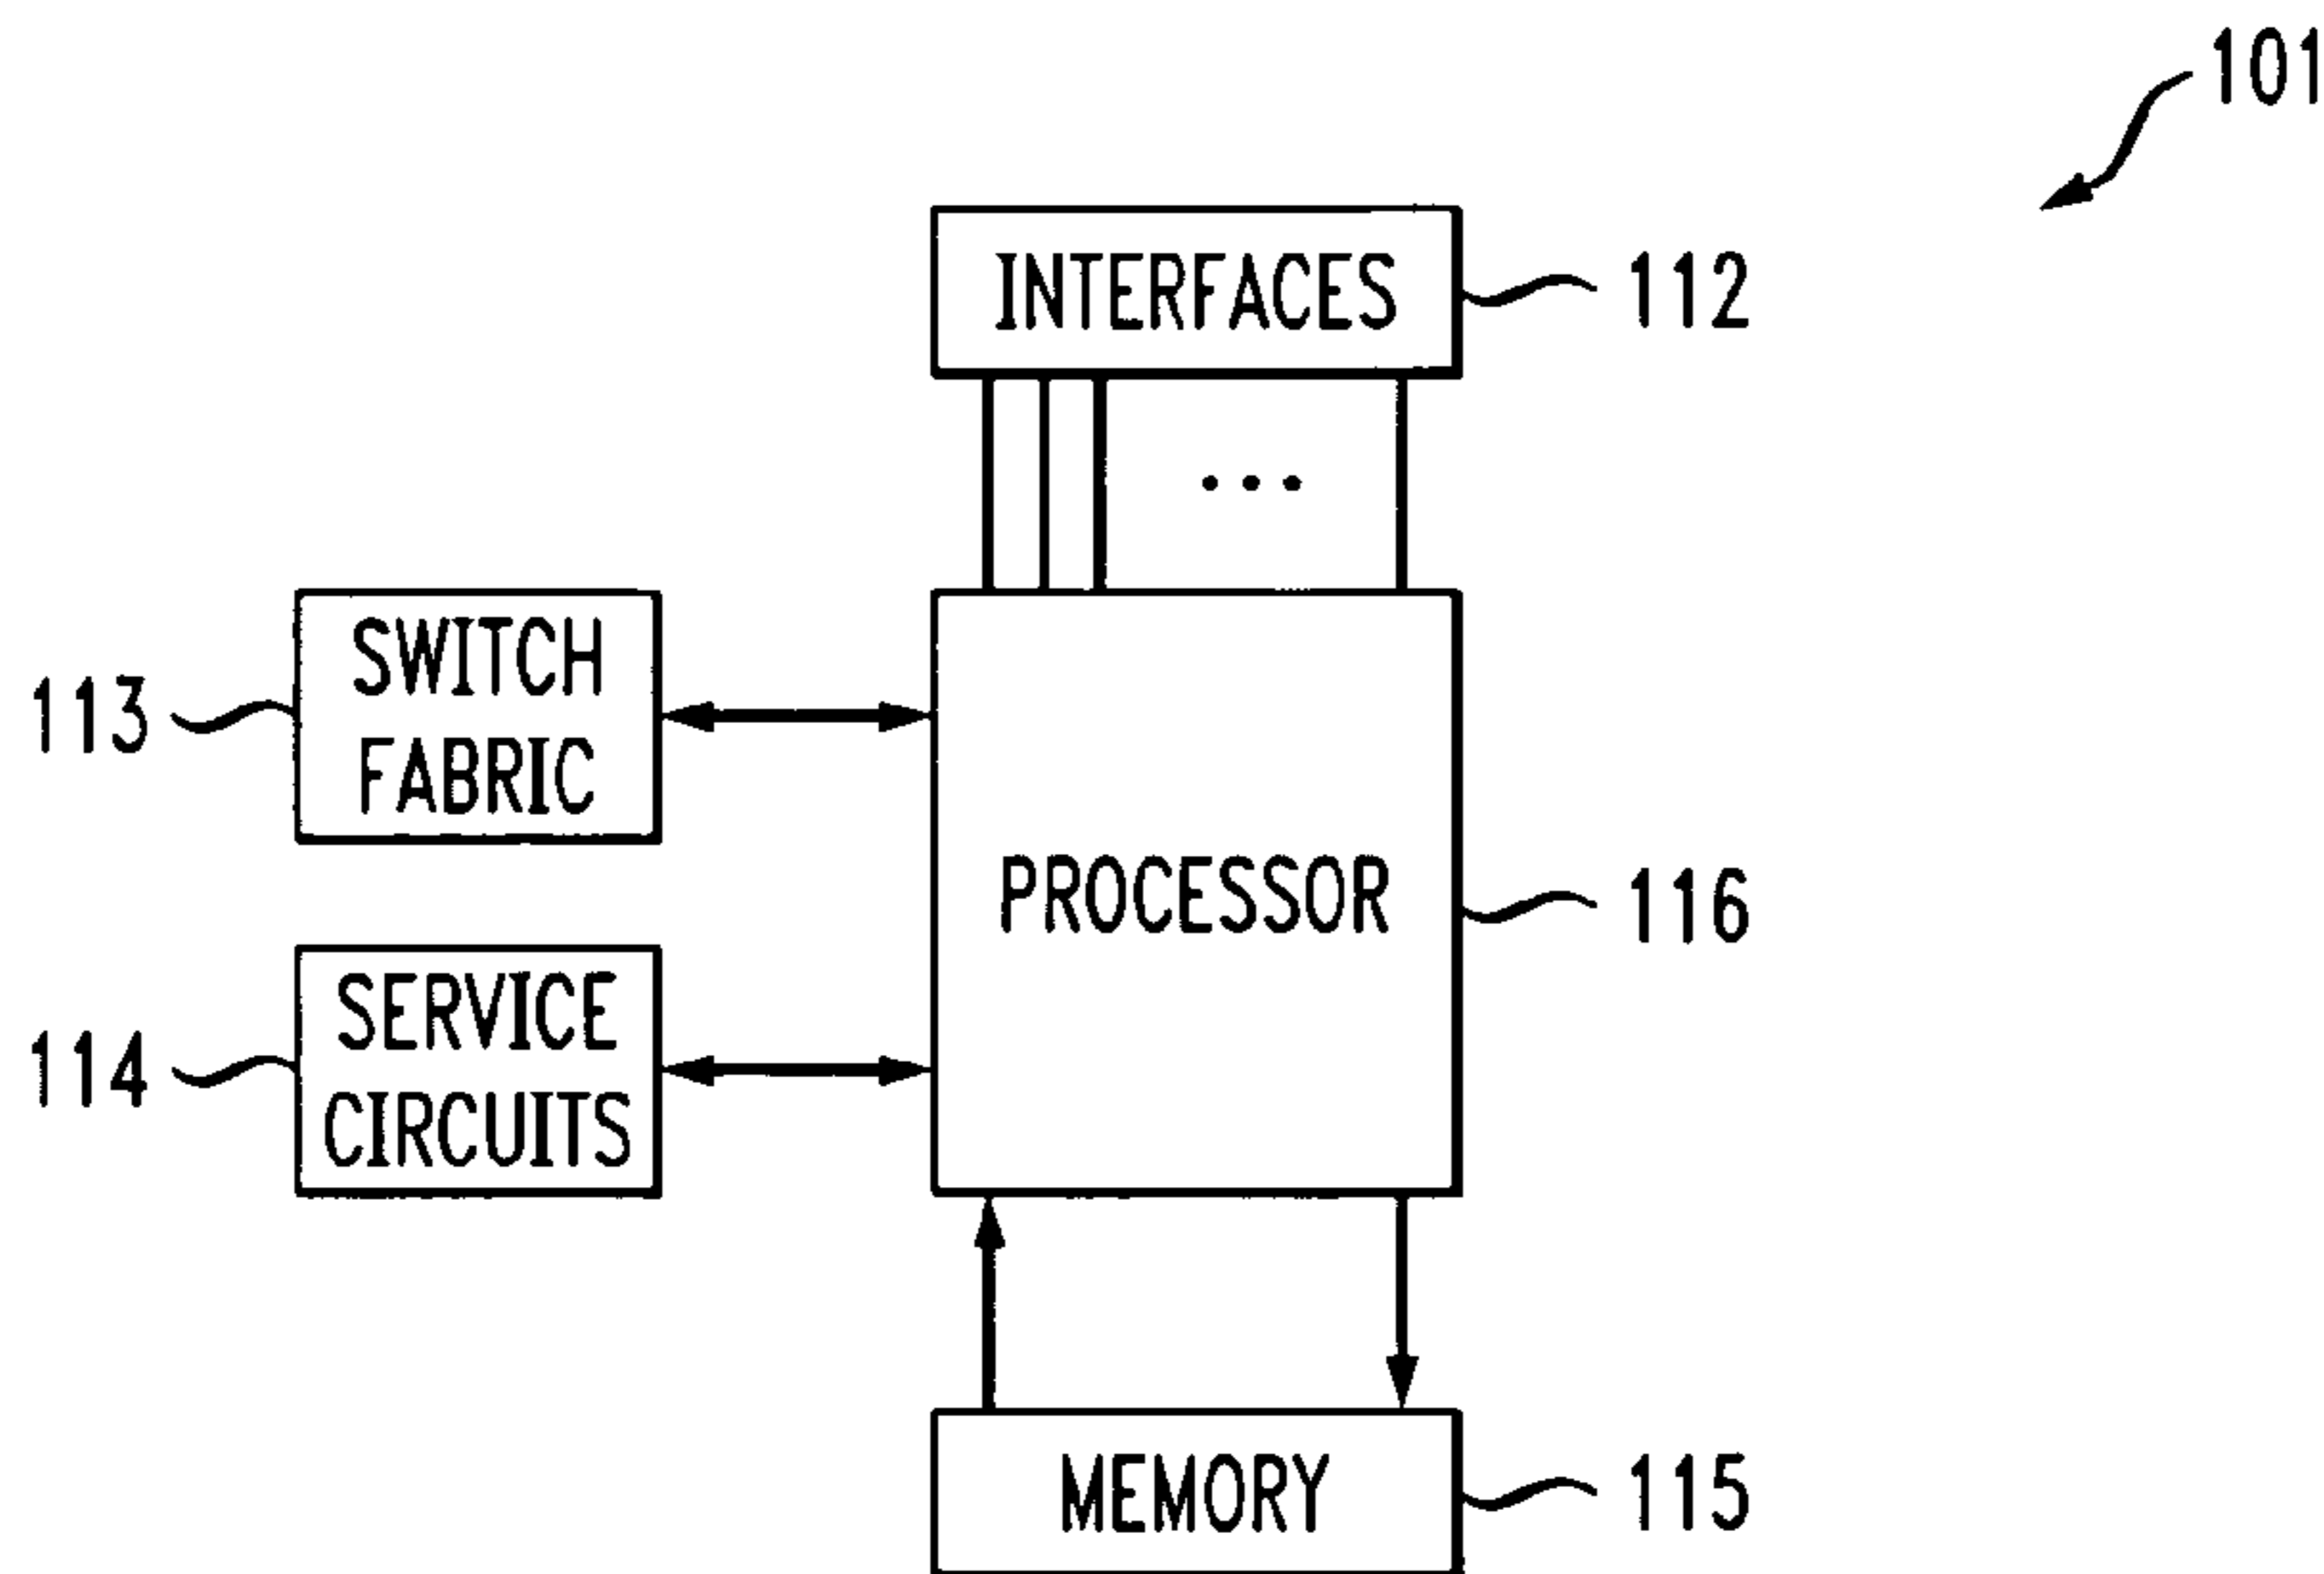 101
INTERFACES
112
...
SWITCH
FABRIC
113
PROCESSOR
116
SERVICE
CIRCUITS
114
MEMORY
115